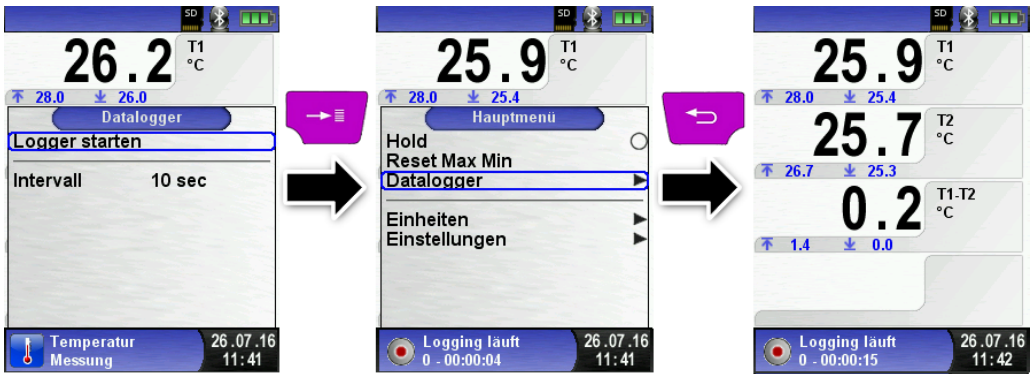 SD
26.2 T1
°C
28.0 26.0
Datalogger
Logger starten
Intervall 10 sec
Temperatur 26.07.16
Messung 11:41
SD
25.9 T1
°C
28.0 25.4
Hauptmenü
Hold
Reset Max Min
Datalogger
Einheiten
Einstellungen
Logging läuft 26.07.16
0 - 00:00:04 11:41
SD
25.9 T1
°C
28.0 25.4
25.7 T2
°C
26.7 25.3
0.2 T1-T2
°C
1.4 0.0
Logging läuft 26.07.16
0 - 00:00:15 11:42